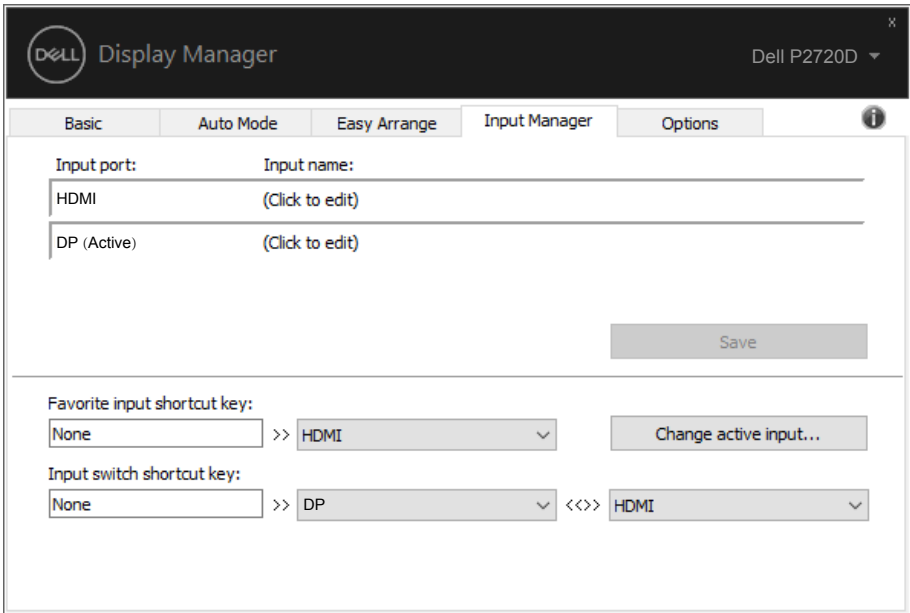 x
DELL Display Manager
Dell P2720D
Basic Auto Mode Easy Arrange Input Manager Options i
Input port: Input name:
HDMI (Click to edit)
DP (Active) (Click to edit)
Save
Favorite input shortcut key:
None >> HDMI Change active input...
Input switch shortcut key:
None >> DP <<>> HDMI